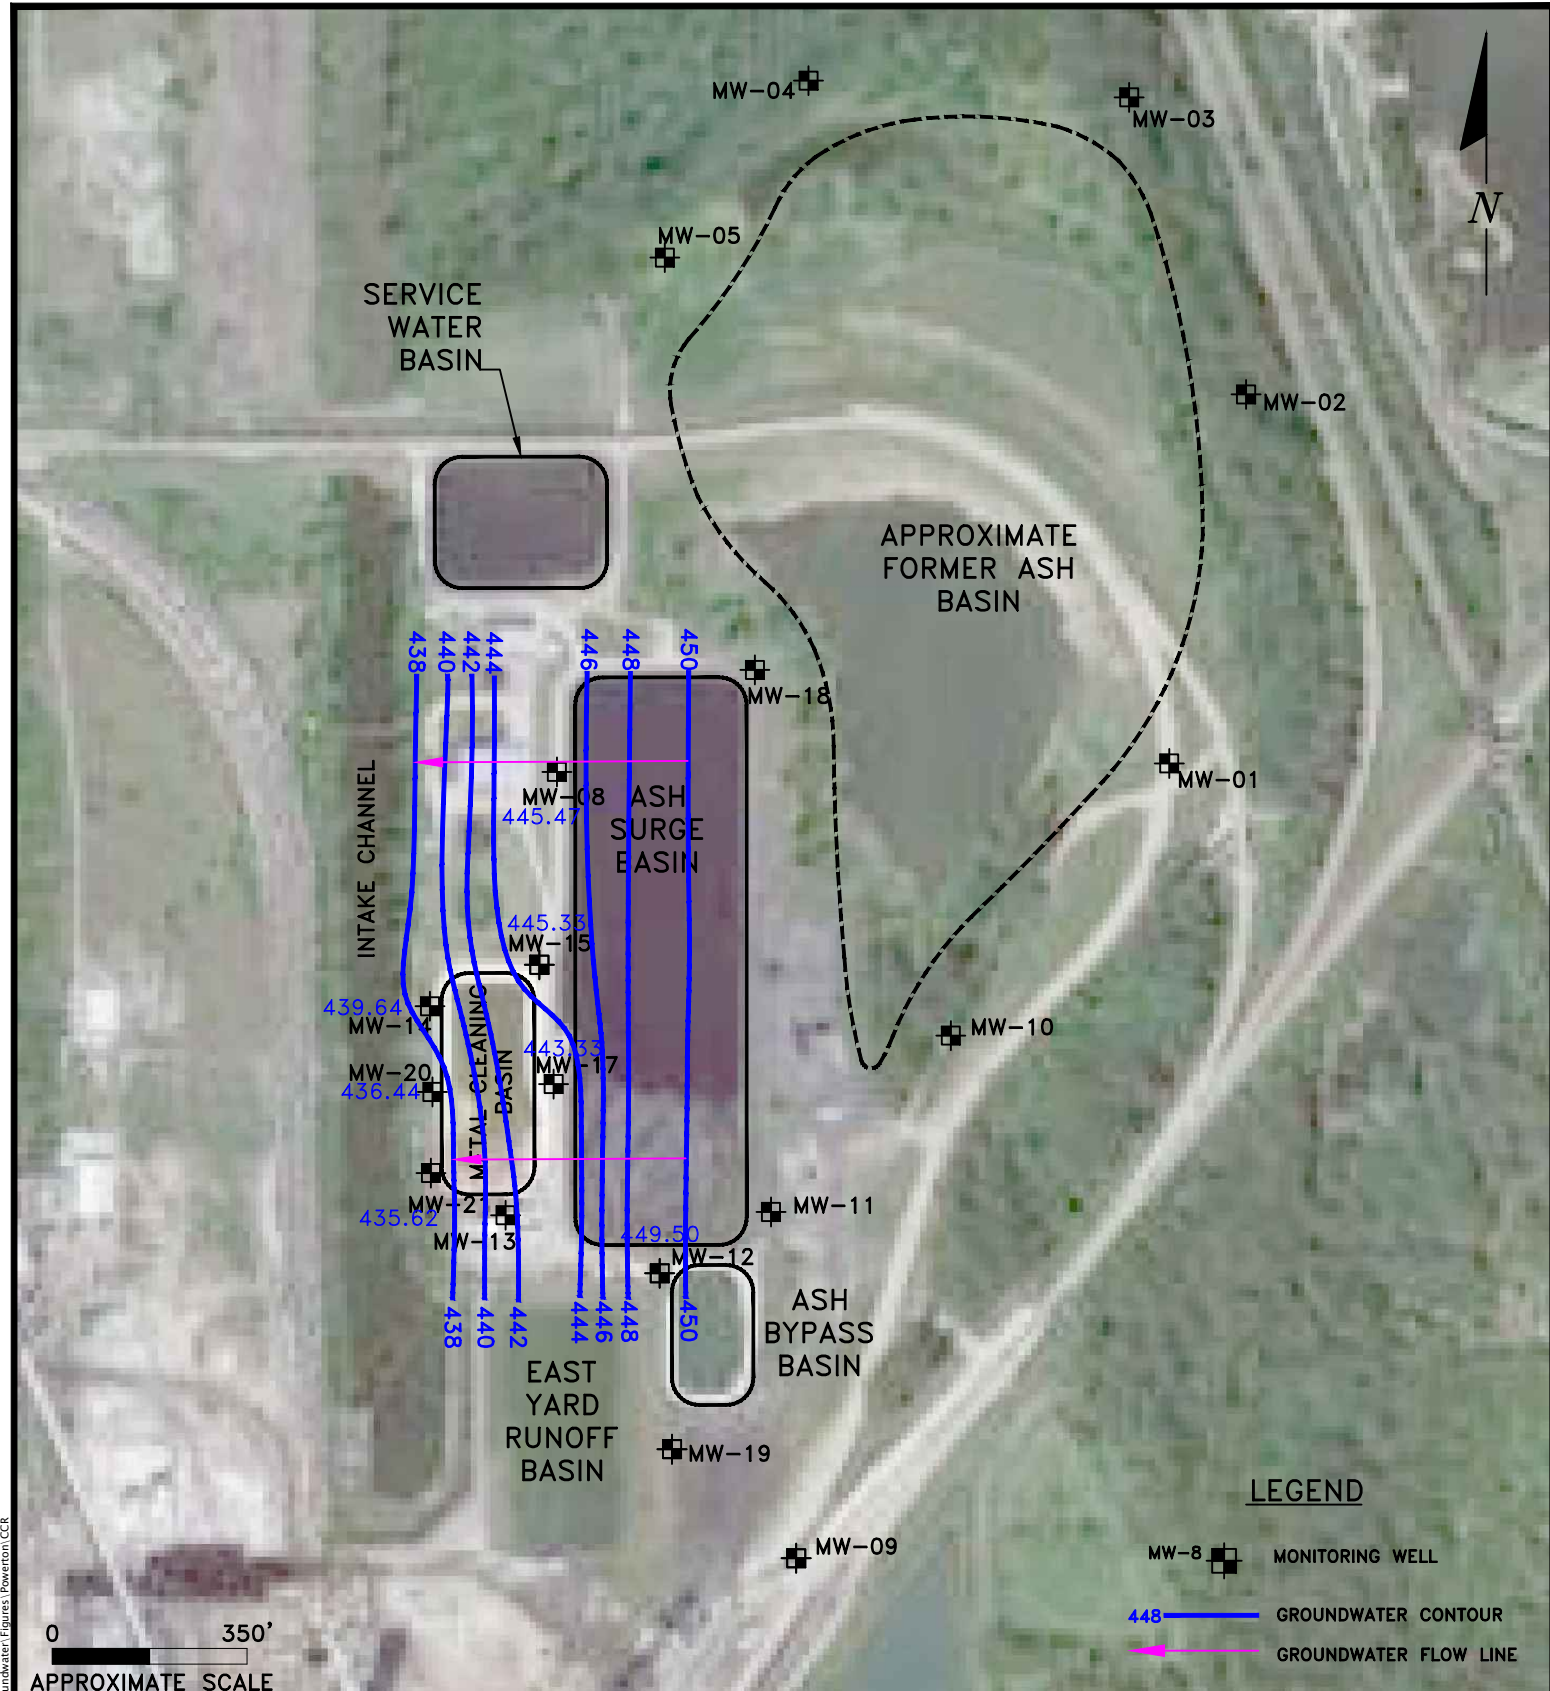 MW-04
MW-03
MW-05
N
SERVICE
WATER
BASIN
MW-02
APPROXIMATE
FORMER ASH
BASIN
438
440
442
444
446
448
450
MW-18
MW-01
MW-08
445.47
ASH
SURGE
BASIN
INTAKE CHANNEL
445.33
MW-15
439.64
MW-14
METAL CLEANING
BASIN
443.33
MW-17
MW-10
MW-20
436.44
MW-21
435.62
MW-13
MW-11
449.50
MW-12
438
440
442
444
446
448
450
ASH
BYPASS
BASIN
EAST
YARD
RUNOFF
BASIN
MW-19
MW-09
LEGEND
MW-8
MONITORING WELL
448
GROUNDWATER CONTOUR
GROUNDWATER FLOW LINE
0
350'
APPROXIMATE SCALE
undwater\Figures\Powerton\CCR